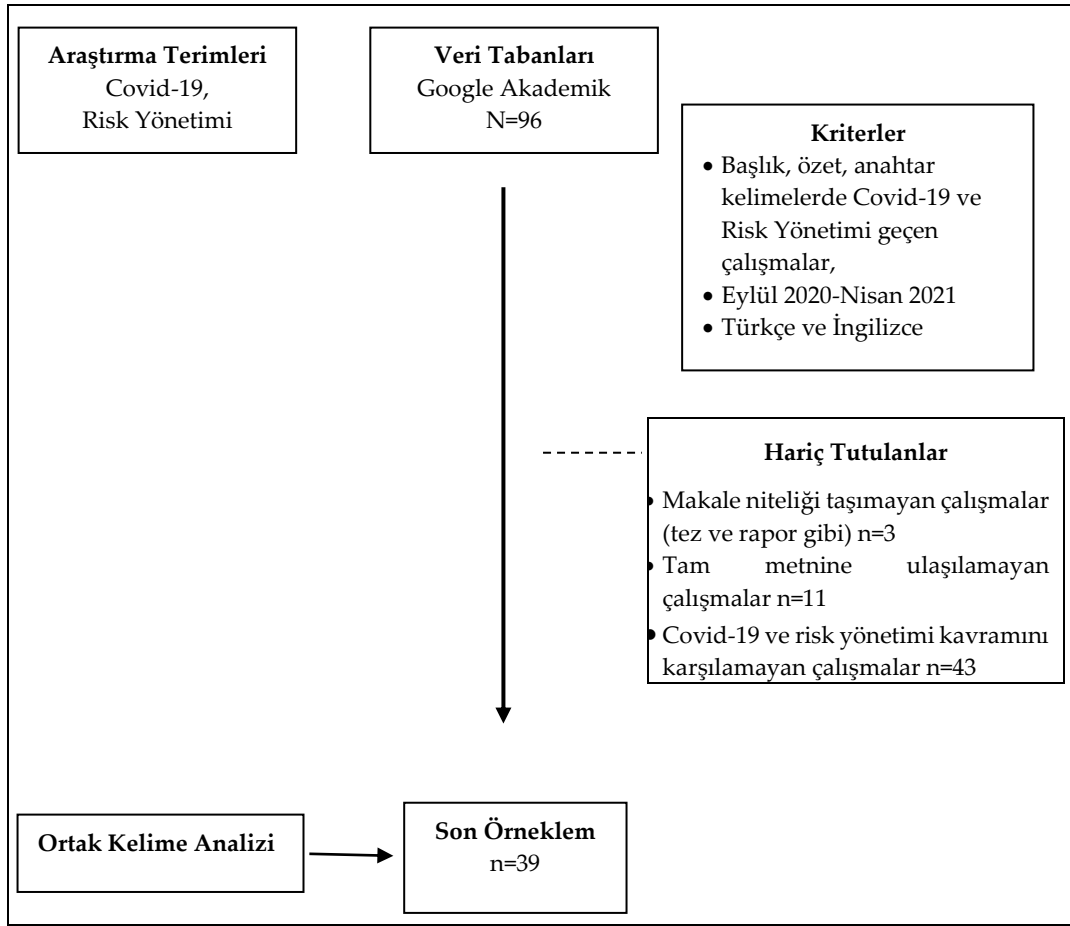 Araştırma Terimleri
Covid-19,
Risk Yönetimi
Veri Tabanları
Google Akademik
N=96
Kriterler
• Başlık, özet, anahtar
kelimelerde Covid-19 ve
Risk Yönetimi geçen
çalışmalar,
• Eylül 2020-Nisan 2021
• Türkçe ve İngilizce
Hariç Tutulanlar
• Makale niteliği taşımayan çalışmalar
(tez ve rapor gibi) n=3
• Tam metnine ulaşılamayan
çalışmalar n=11
• Covid-19 ve risk yönetimi kavramını
karşılamayan çalışmalar n=43
Ortak Kelime Analizi
Son Örneklem
n=39